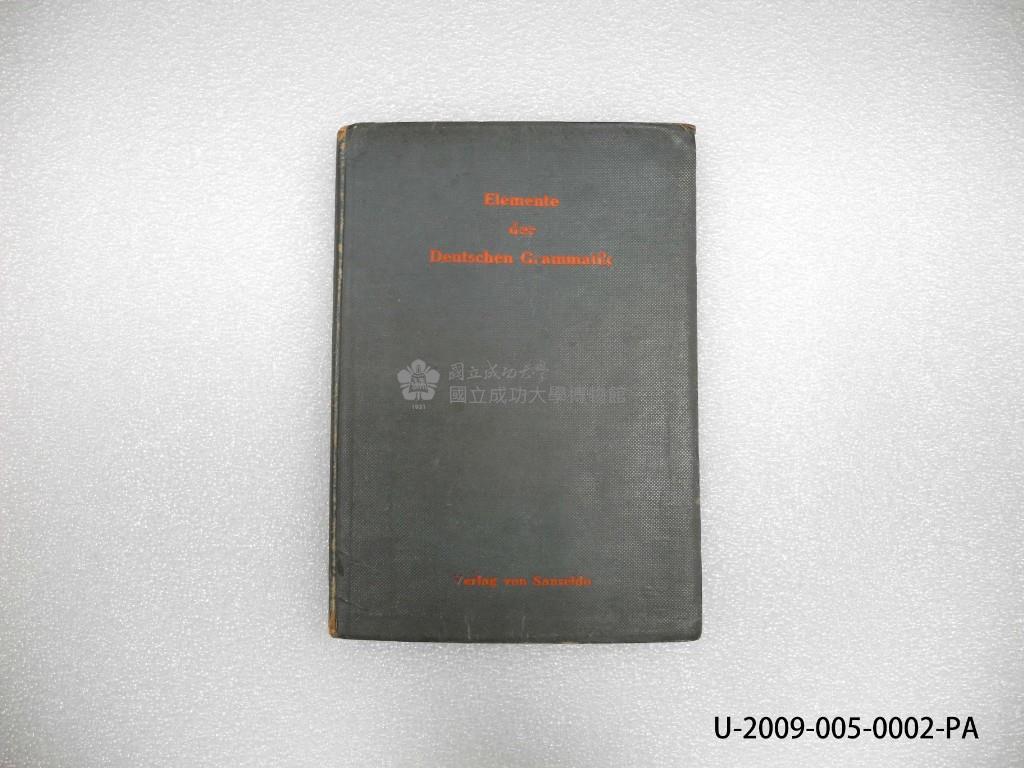 Elemente
der
Deutschen Grammatik
國立成功大學
國立成功大學博物館
1931
Verlag von Sanseido
U-2009-005-0002-PA